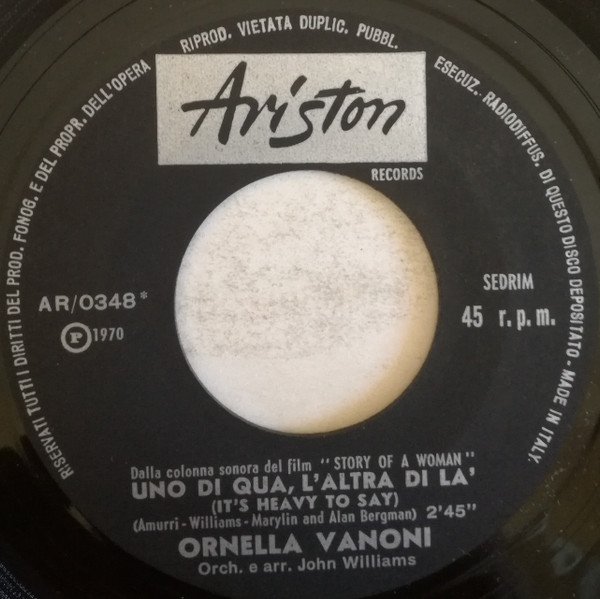 RISERVATI TUTTI I DIRITTI DEL PROD. FONOG. E DEL PROPR. DELL'OPERA RIPROD. VIETATA DUPLIC. PUBBL. ESECUZ. RADIODIFFUS. DI QUESTO DISCO DEPOSITATO - MADE IN ITALY.
Ariston
RECORDS
AR/0348*
℗ 1970
SEDRIM
45 r.p.m.
Dalla colonna sonora del film "STORY OF A WOMAN"
UNO DI QUA, L'ALTRA DI LA'
(IT'S HEAVY TO SAY)
(Amurri - Williams - Marylin and Alan Bergman) 2'45"
ORNELLA VANONI
Orch. e arr. John Williams